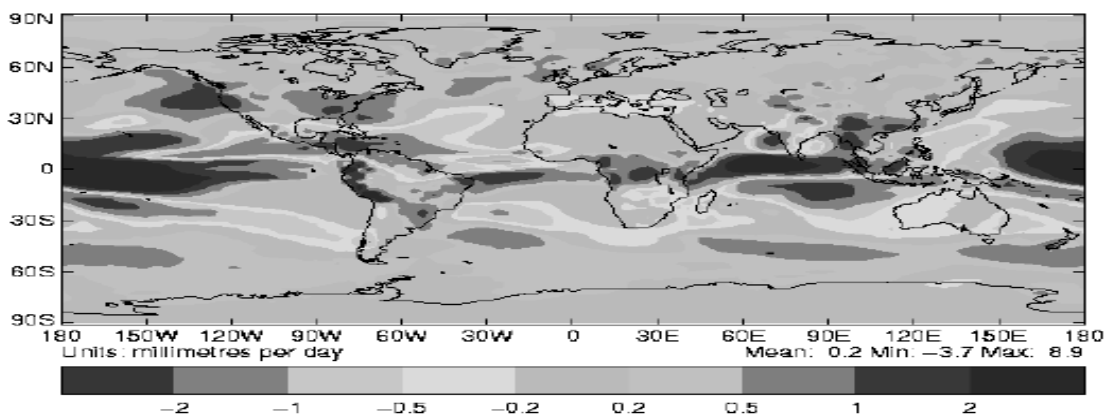 90N
60N
30N
0
30S
60S
90S
180 150W 120W 90W 60W 30W 0 30E 60E 90E 120E 150E 180
Units: millimetres per day Mean: 0.2 Min: −3.7 Max: 8.9
−2 −1 −0.5 −0.2 0.2 0.5 1 2